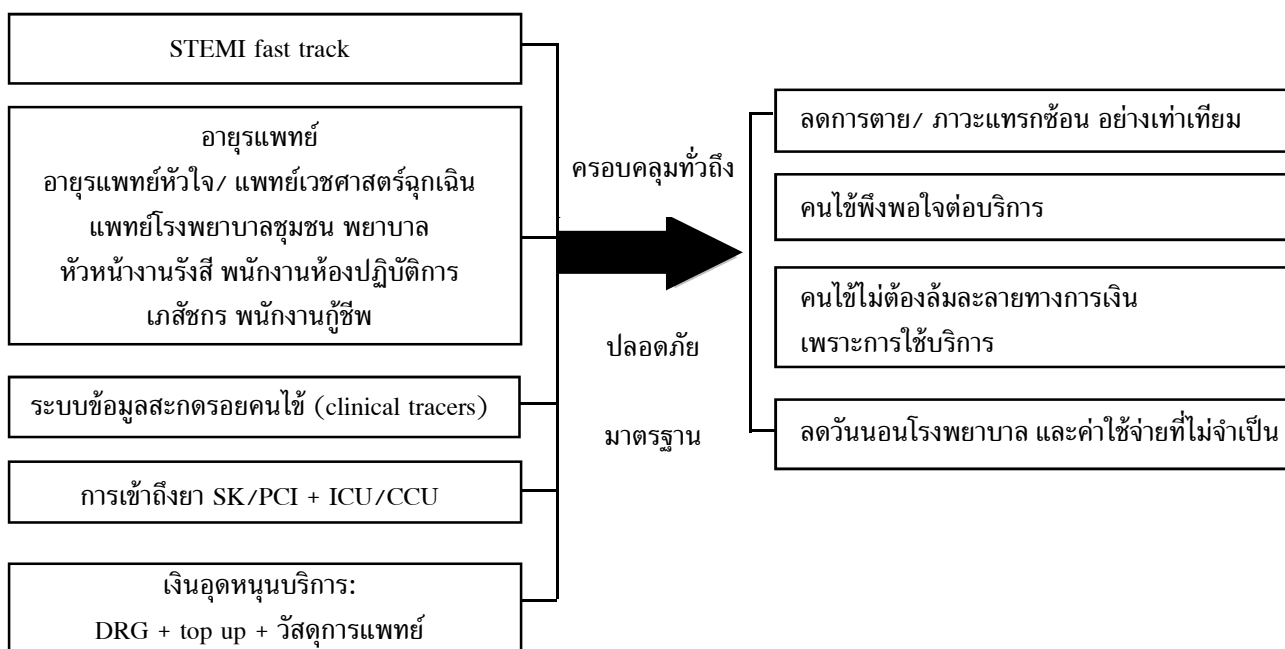 STEMI fast track
อายุรแพทย์
อายุรแพทย์หัวใจ/ แพทย์เวชศาสตร์ฉุกเฉิน
แพทย์โรงพยาบาลชุมชน พยาบาล
หัวหน้างานรังสี พนักงานห้องปฏิบัติการ
เภสัชกร พนักงานกู้ชีพ
ระบบข้อมูลสะกดรอยคนไข้ (clinical tracers)
การเข้าถึงยา SK/PCI + ICU/CCU
เงินอุดหนุนบริการ:
DRG + top up + วัสดุการแพทย์
ครอบคลุมทั่วถึง
ปลอดภัย
มาตรฐาน
ลดการตาย/ ภาวะแทรกซ้อน อย่างเท่าเทียม
คนไข้พึงพอใจต่อบริการ
คนไข้ไม่ต้องล้มละลายทางการเงิน
เพราะการใช้บริการ
ลดวันนอนโรงพยาบาล และค่าใช้จ่ายที่ไม่จำเป็น